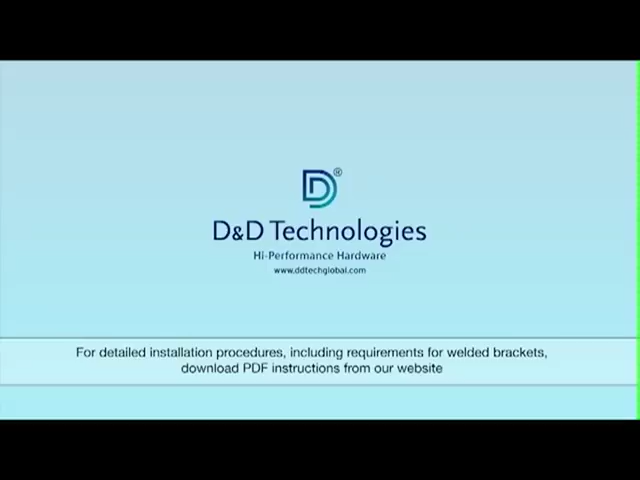 D®
D&D Technologies
Hi-Performance Hardware
www.ddtechglobal.com
For detailed installation procedures, including requirements for welded brackets,
download PDF instructions from our website